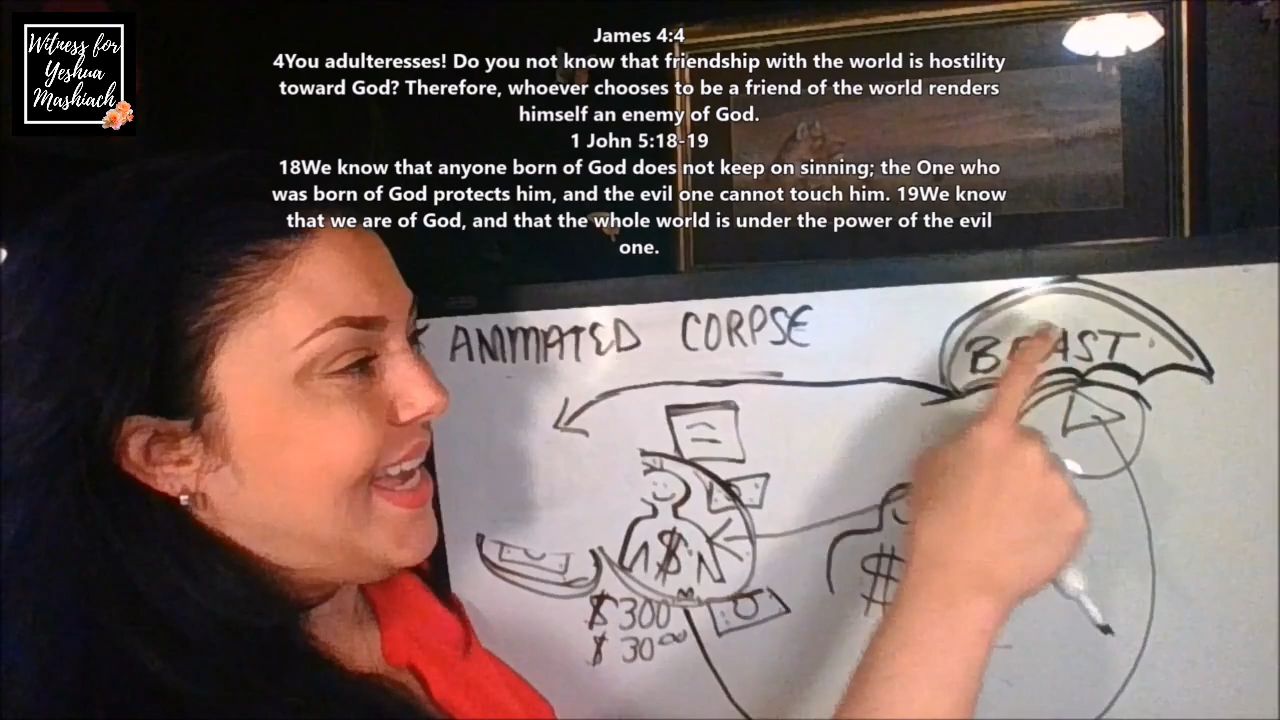 Witness for
Yeshua
Mashiach
James 4:4
4You adulteresses! Do you not know that friendship with the world is hostility
toward God? Therefore, whoever chooses to be a friend of the world renders
himself an enemy of God.
1 John 5:18-19
18We know that anyone born of God does not keep on sinning; the One who
was born of God protects him, and the evil one cannot touch him. 19We know
that we are of God, and that the whole world is under the power of the evil
one.
ANIMATED CORPSE
BEAST
$
$
$300
$30⁰⁰